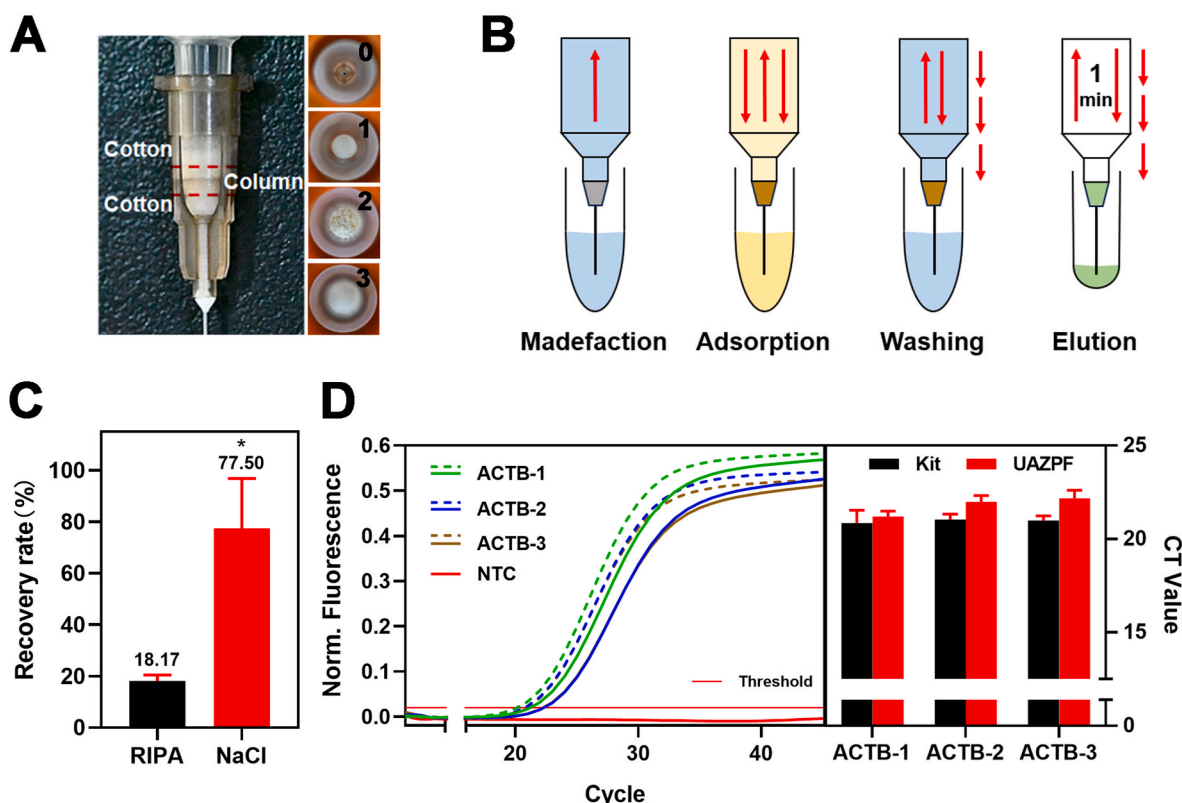 A
Cotton
Cotton
Column
0
1
2
3
B
1
min
Madefaction
Adsorption
Washing
Elution
C
Recovery rate(%)
100
80
60
40
20
0
*
77.50
18.17
RIPA
NaCl
D
Norm. Fluorescence
0.6
0.5
0.4
0.3
0.2
0.1
0.0
ACTB-1
ACTB-2
ACTB-3
NTC
Threshold
20
30
40
Cycle
Kit
UAZPF
25
21
15
0
CT Value
ACTB-1
ACTB-2
ACTB-3